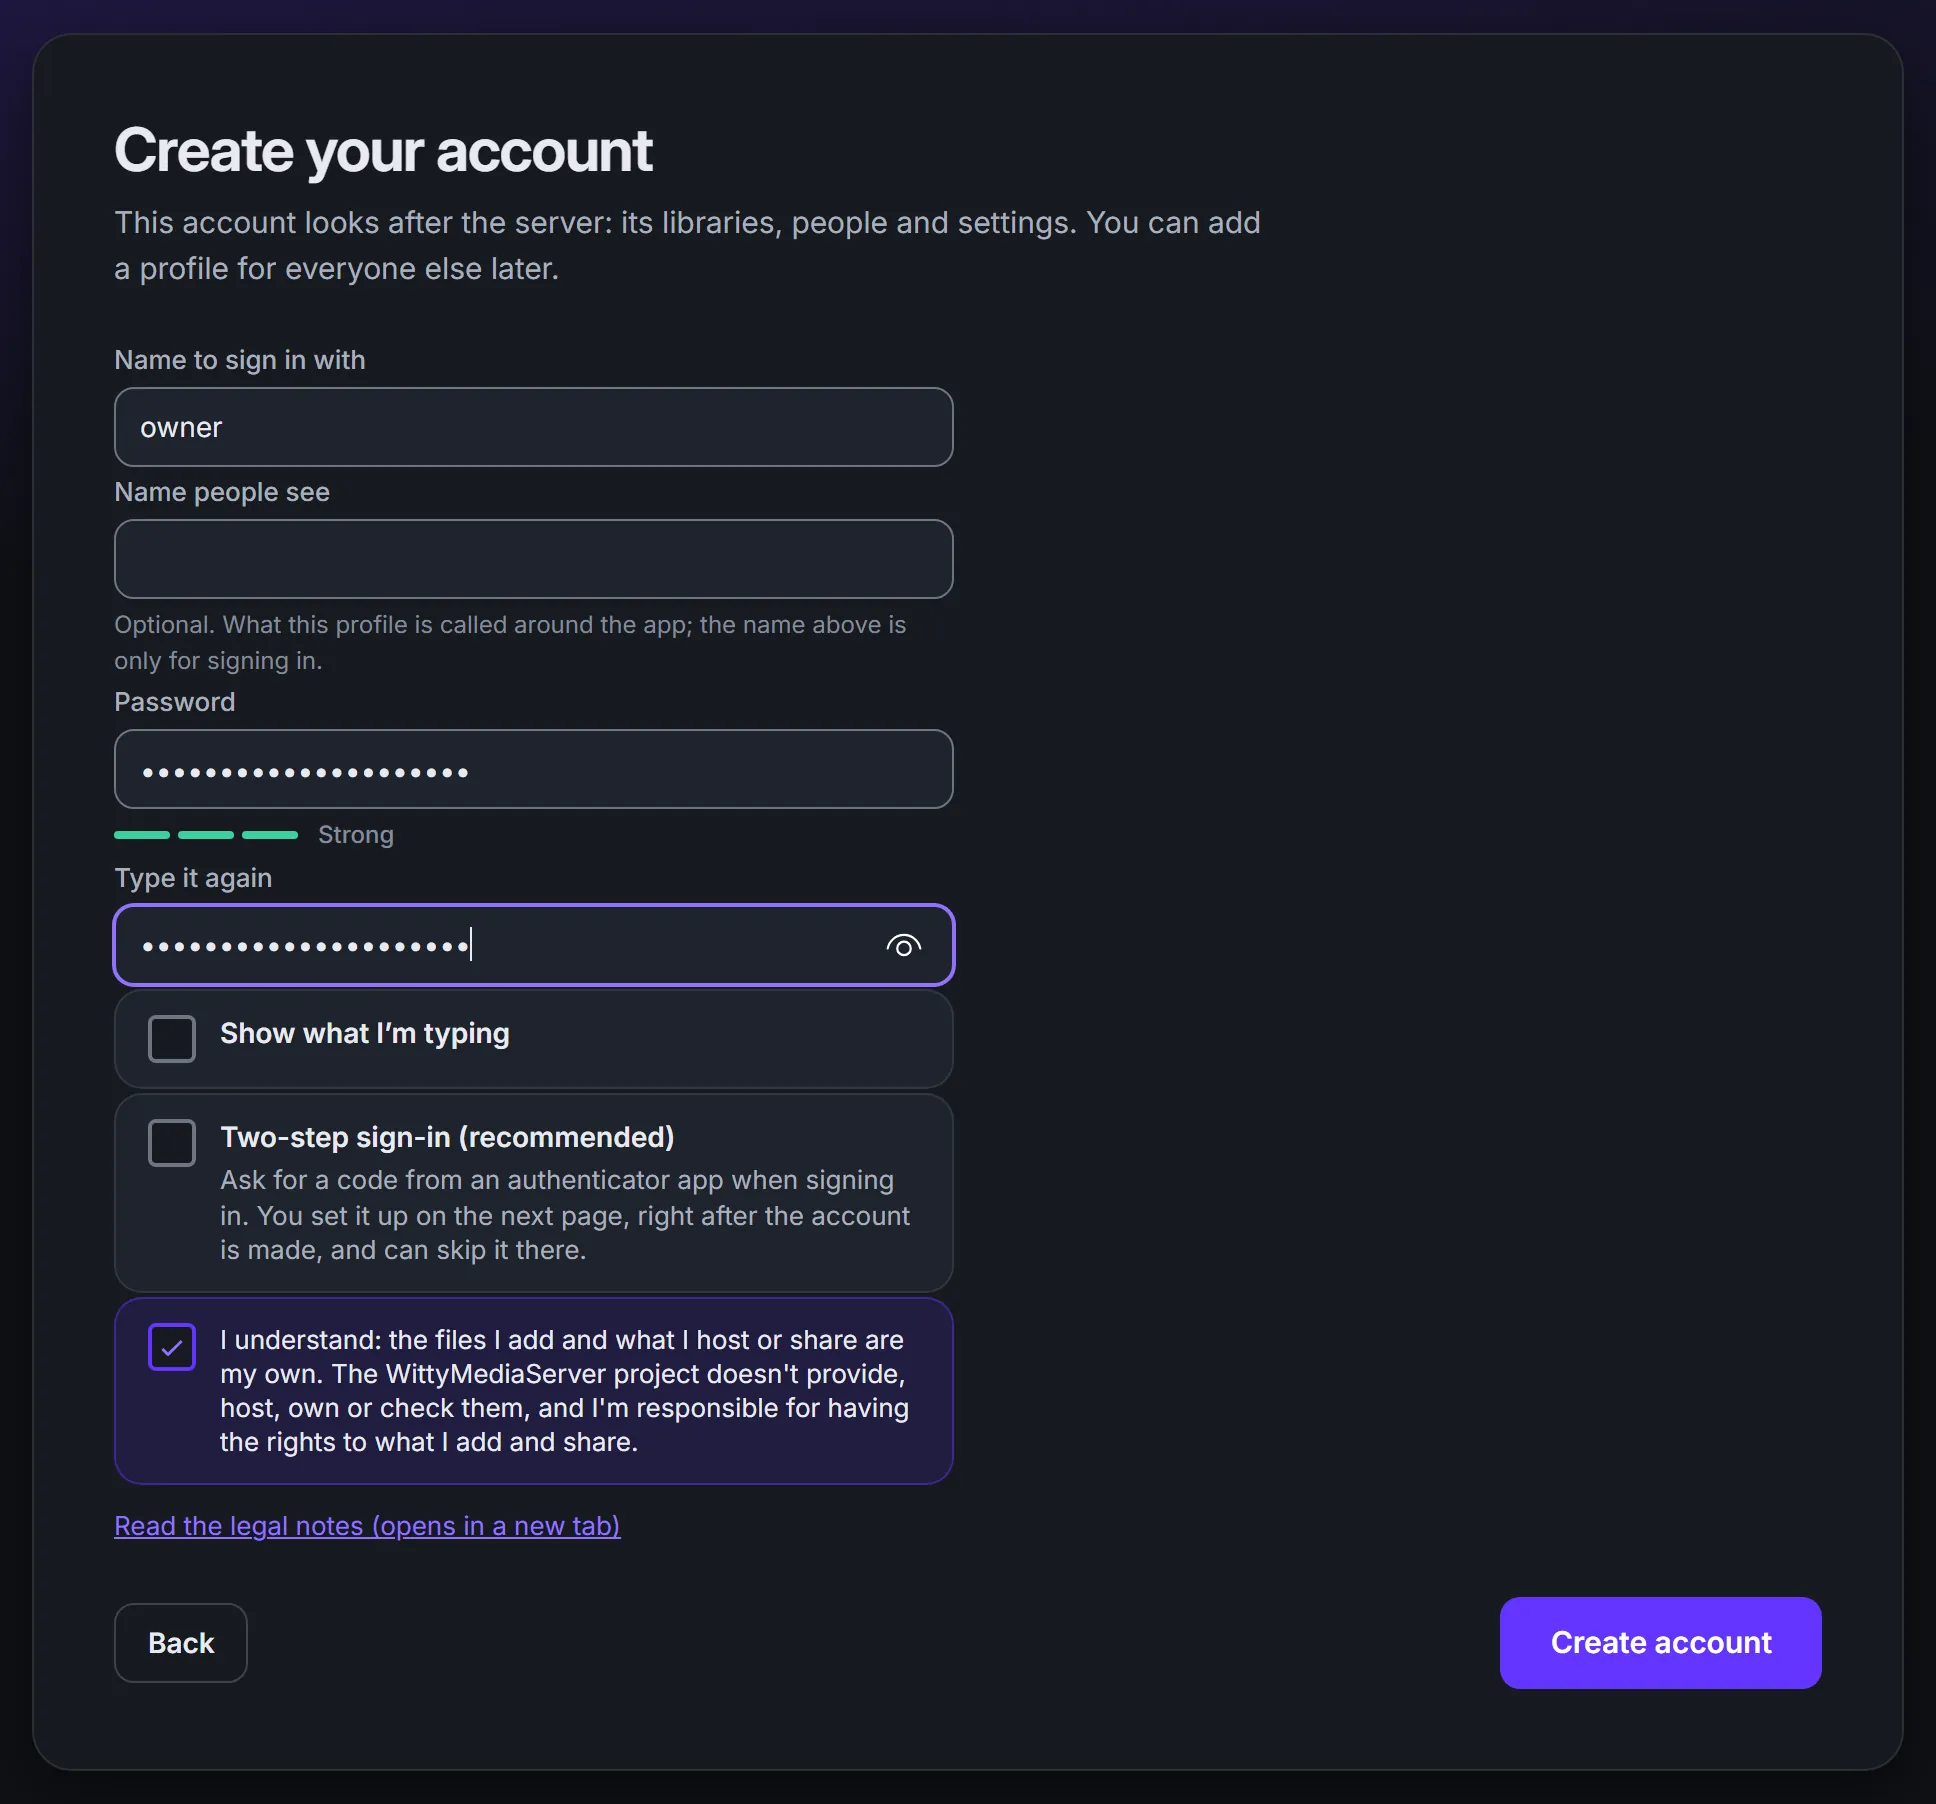 Create your account
This account looks after the server: its libraries, people and settings. You can add
a profile for everyone else later.
Name to sign in with
owner
Name people see
Optional. What this profile is called around the app; the name above is
only for signing in.
Password
•••••••••••••••••••••
Strong
Type it again
•••••••••••••••••••••
Show what I’m typing
Two-step sign-in (recommended)
Ask for a code from an authenticator app when signing
in. You set it up on the next page, right after the account
is made, and can skip it there.
I understand: the files I add and what I host or share are
my own. The WittyMediaServer project doesn't provide,
host, own or check them, and I'm responsible for having
the rights to what I add and share.
Read the legal notes (opens in a new tab)
Back
Create account